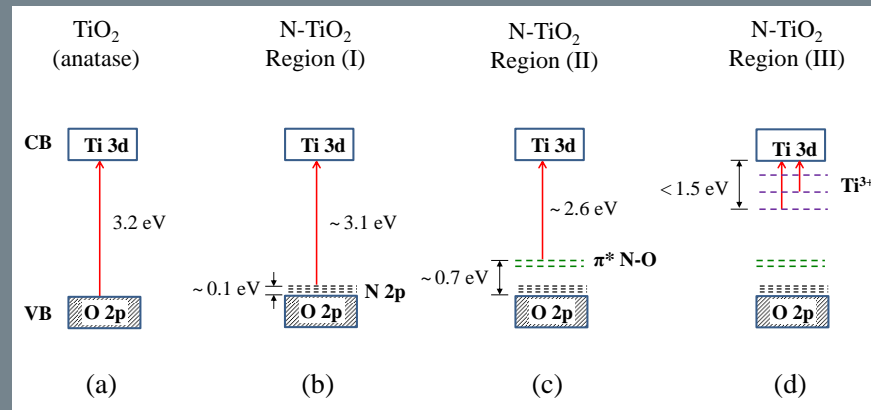 TiO₂
(anatase)
N-TiO₂
Region (I)
N-TiO₂
Region (II)
N-TiO₂
Region (III)
CB
Ti 3d
Ti 3d
Ti 3d
Ti 3d
< 1.5 eV
Ti³⁺
3.2 eV
~ 3.1 eV
~ 2.6 eV
π* N-O
~ 0.7 eV
~ 0.1 eV
N 2p
VB
O 2p
O 2p
O 2p
O 2p
(a)
(b)
(c)
(d)